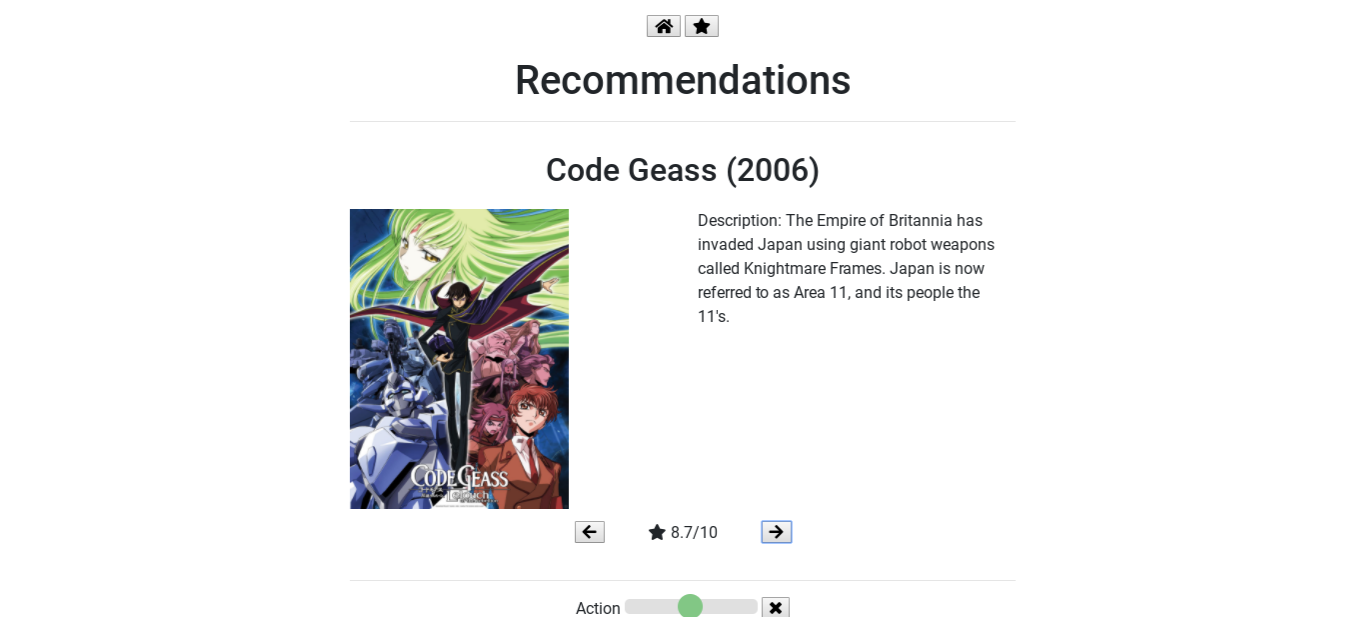 Recommendations
Code Geass (2006)
Description: The Empire of Britannia has
invaded Japan using giant robot weapons
called Knightmare Frames. Japan is now
referred to as Area 11, and its people the
11's.
CODE GEASS
8.7/10
Action